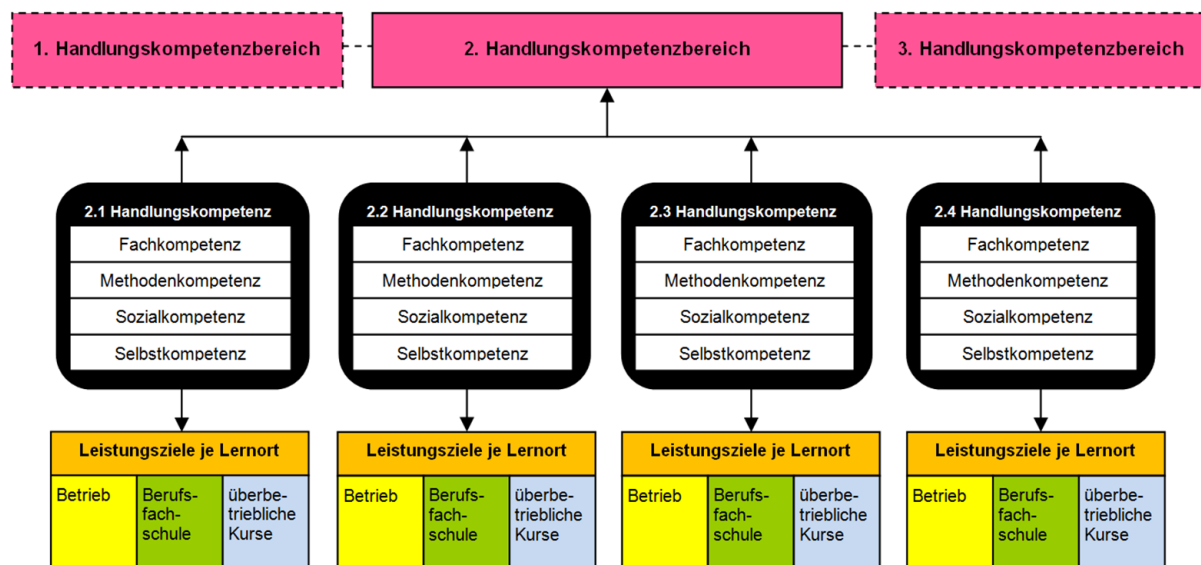 1. Handlungskompetenzbereich
2. Handlungskompetenzbereich
3. Handlungskompetenzbereich
2.1 Handlungskompetenz
Fachkompetenz
Methodenkompetenz
Sozialkompetenz
Selbstkompetenz
2.2 Handlungskompetenz
Fachkompetenz
Methodenkompetenz
Sozialkompetenz
Selbstkompetenz
2.3 Handlungskompetenz
Fachkompetenz
Methodenkompetenz
Sozialkompetenz
Selbstkompetenz
2.4 Handlungskompetenz
Fachkompetenz
Methodenkompetenz
Sozialkompetenz
Selbstkompetenz
Leistungsziele je Lernort
Betrieb
Berufs-
fach-
schule
überbe-
triebliche
Kurse
Leistungsziele je Lernort
Betrieb
Berufs-
fach-
schule
überbe-
triebliche
Kurse
Leistungsziele je Lernort
Betrieb
Berufs-
fach-
schule
überbe-
triebliche
Kurse
Leistungsziele je Lernort
Betrieb
Berufs-
fach-
schule
überbe-
triebliche
Kurse